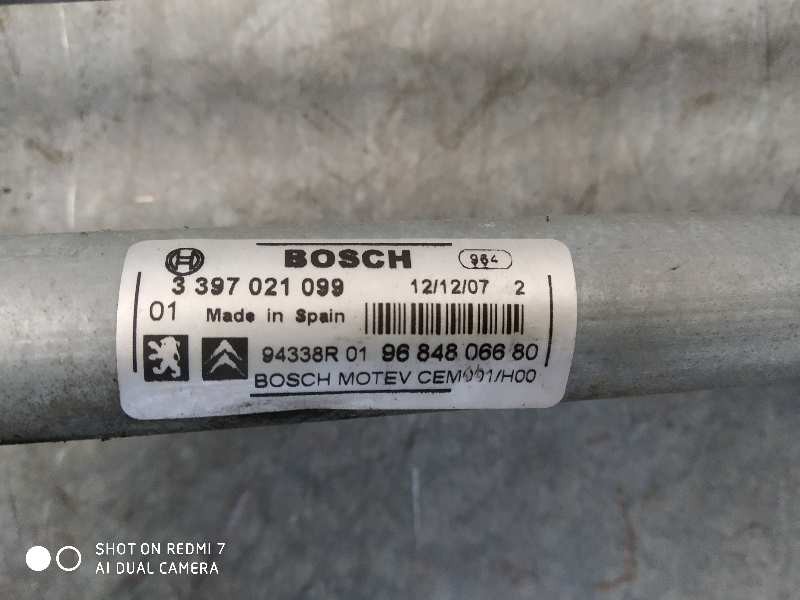 BOSCH 964
3 397 021 099 12/12/07 2
01 Made in Spain
94338R 01 96 848 066 80
BOSCH MOTEV CEM001/H00
SHOT ON REDMI 7
AI DUAL CAMERA